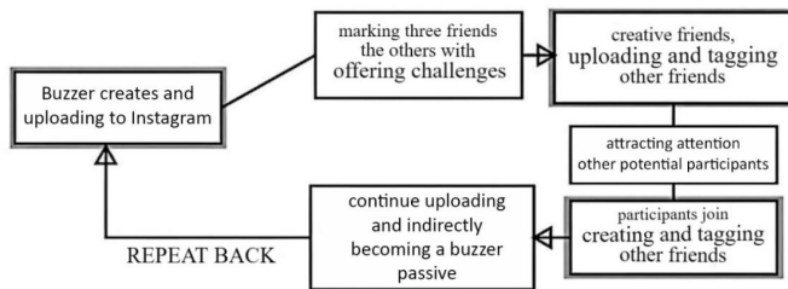 Buzzer creates and
uploading to Instagram
marking three friends
the others with
offering challenges
creative friends,
uploading and tagging
other friends
attracting attention
other potential participants
participants join
creating and tagging
other friends
continue uploading
and indirectly
becoming a buzzer
passive
REPEAT BACK